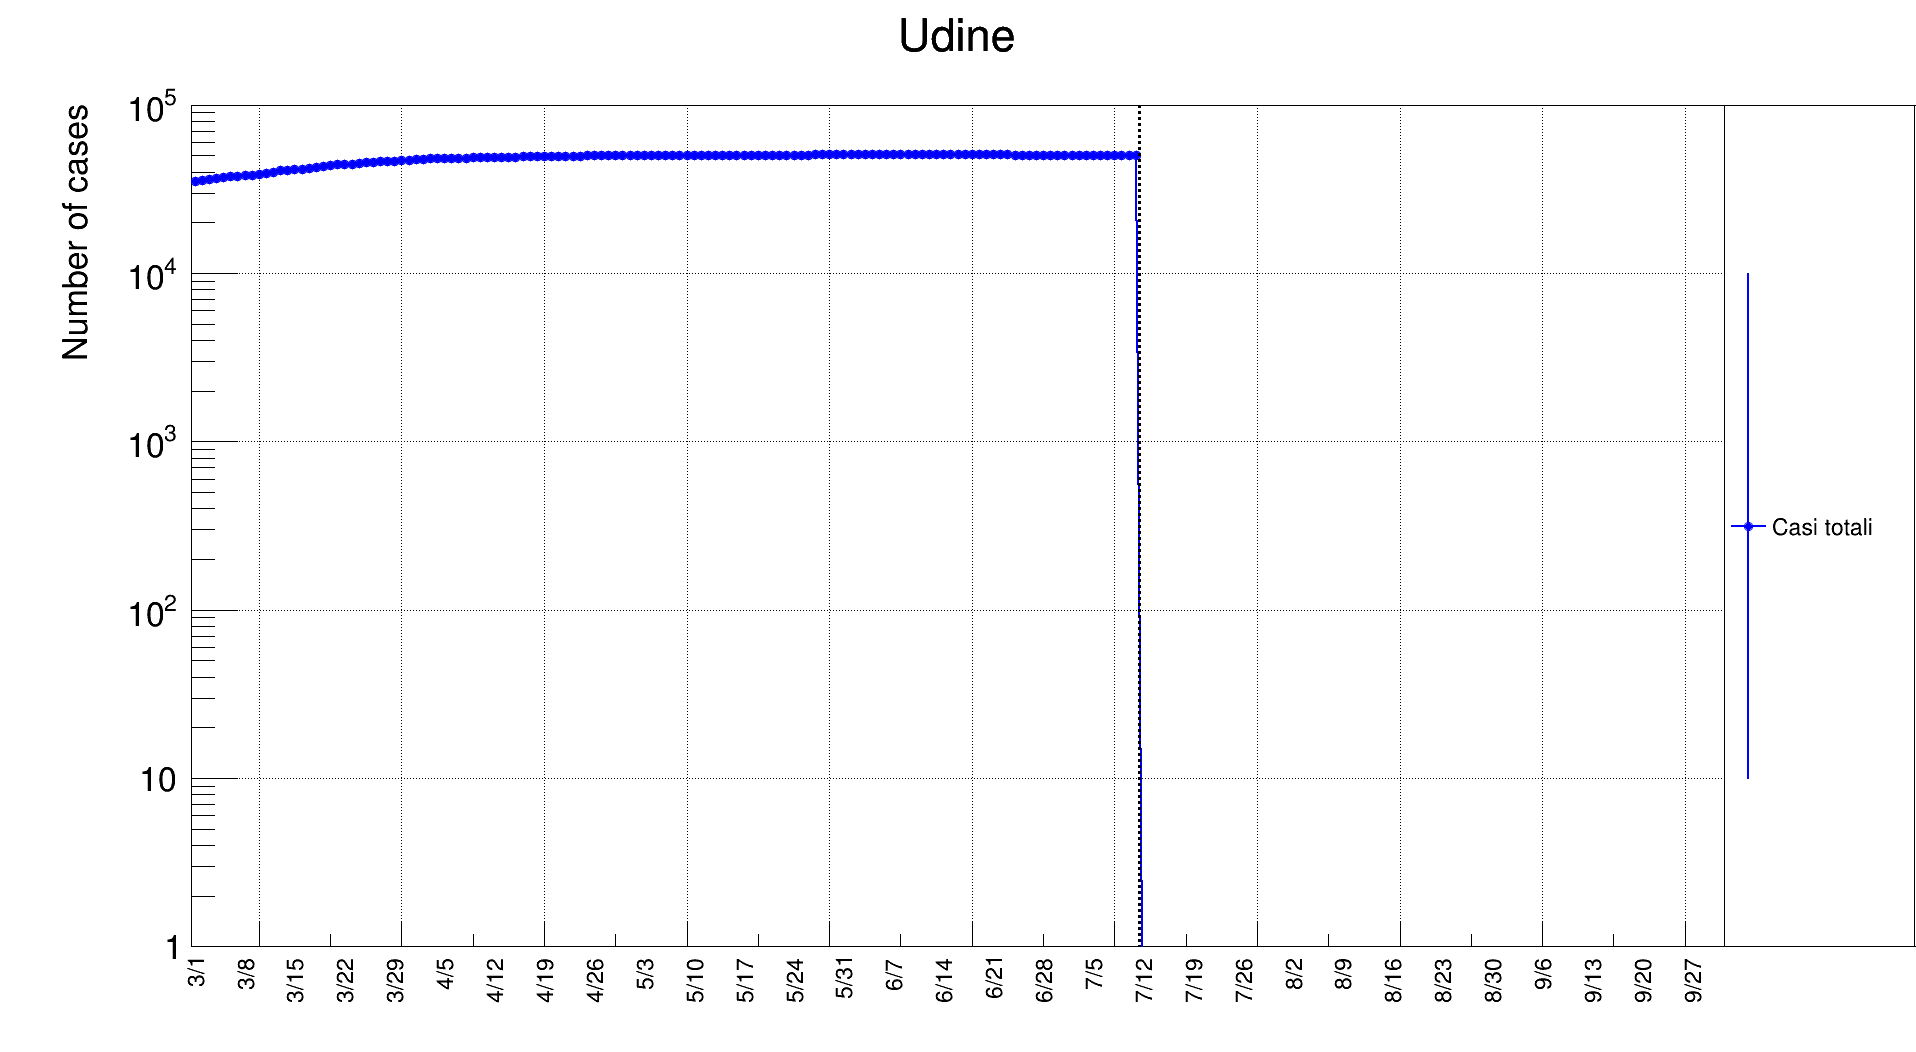 Udine
Number of cases
10^5
10^4
10^3
10^2
10
1
3/1 3/8 3/15 3/22 3/29 4/5 4/12 4/19 4/26 5/3 5/10 5/17 5/24 5/31 6/7 6/14 6/21 6/28 7/5 7/12 7/19 7/26 8/2 8/9 8/16 8/23 8/30 9/6 9/13 9/20 9/27
Casi totali